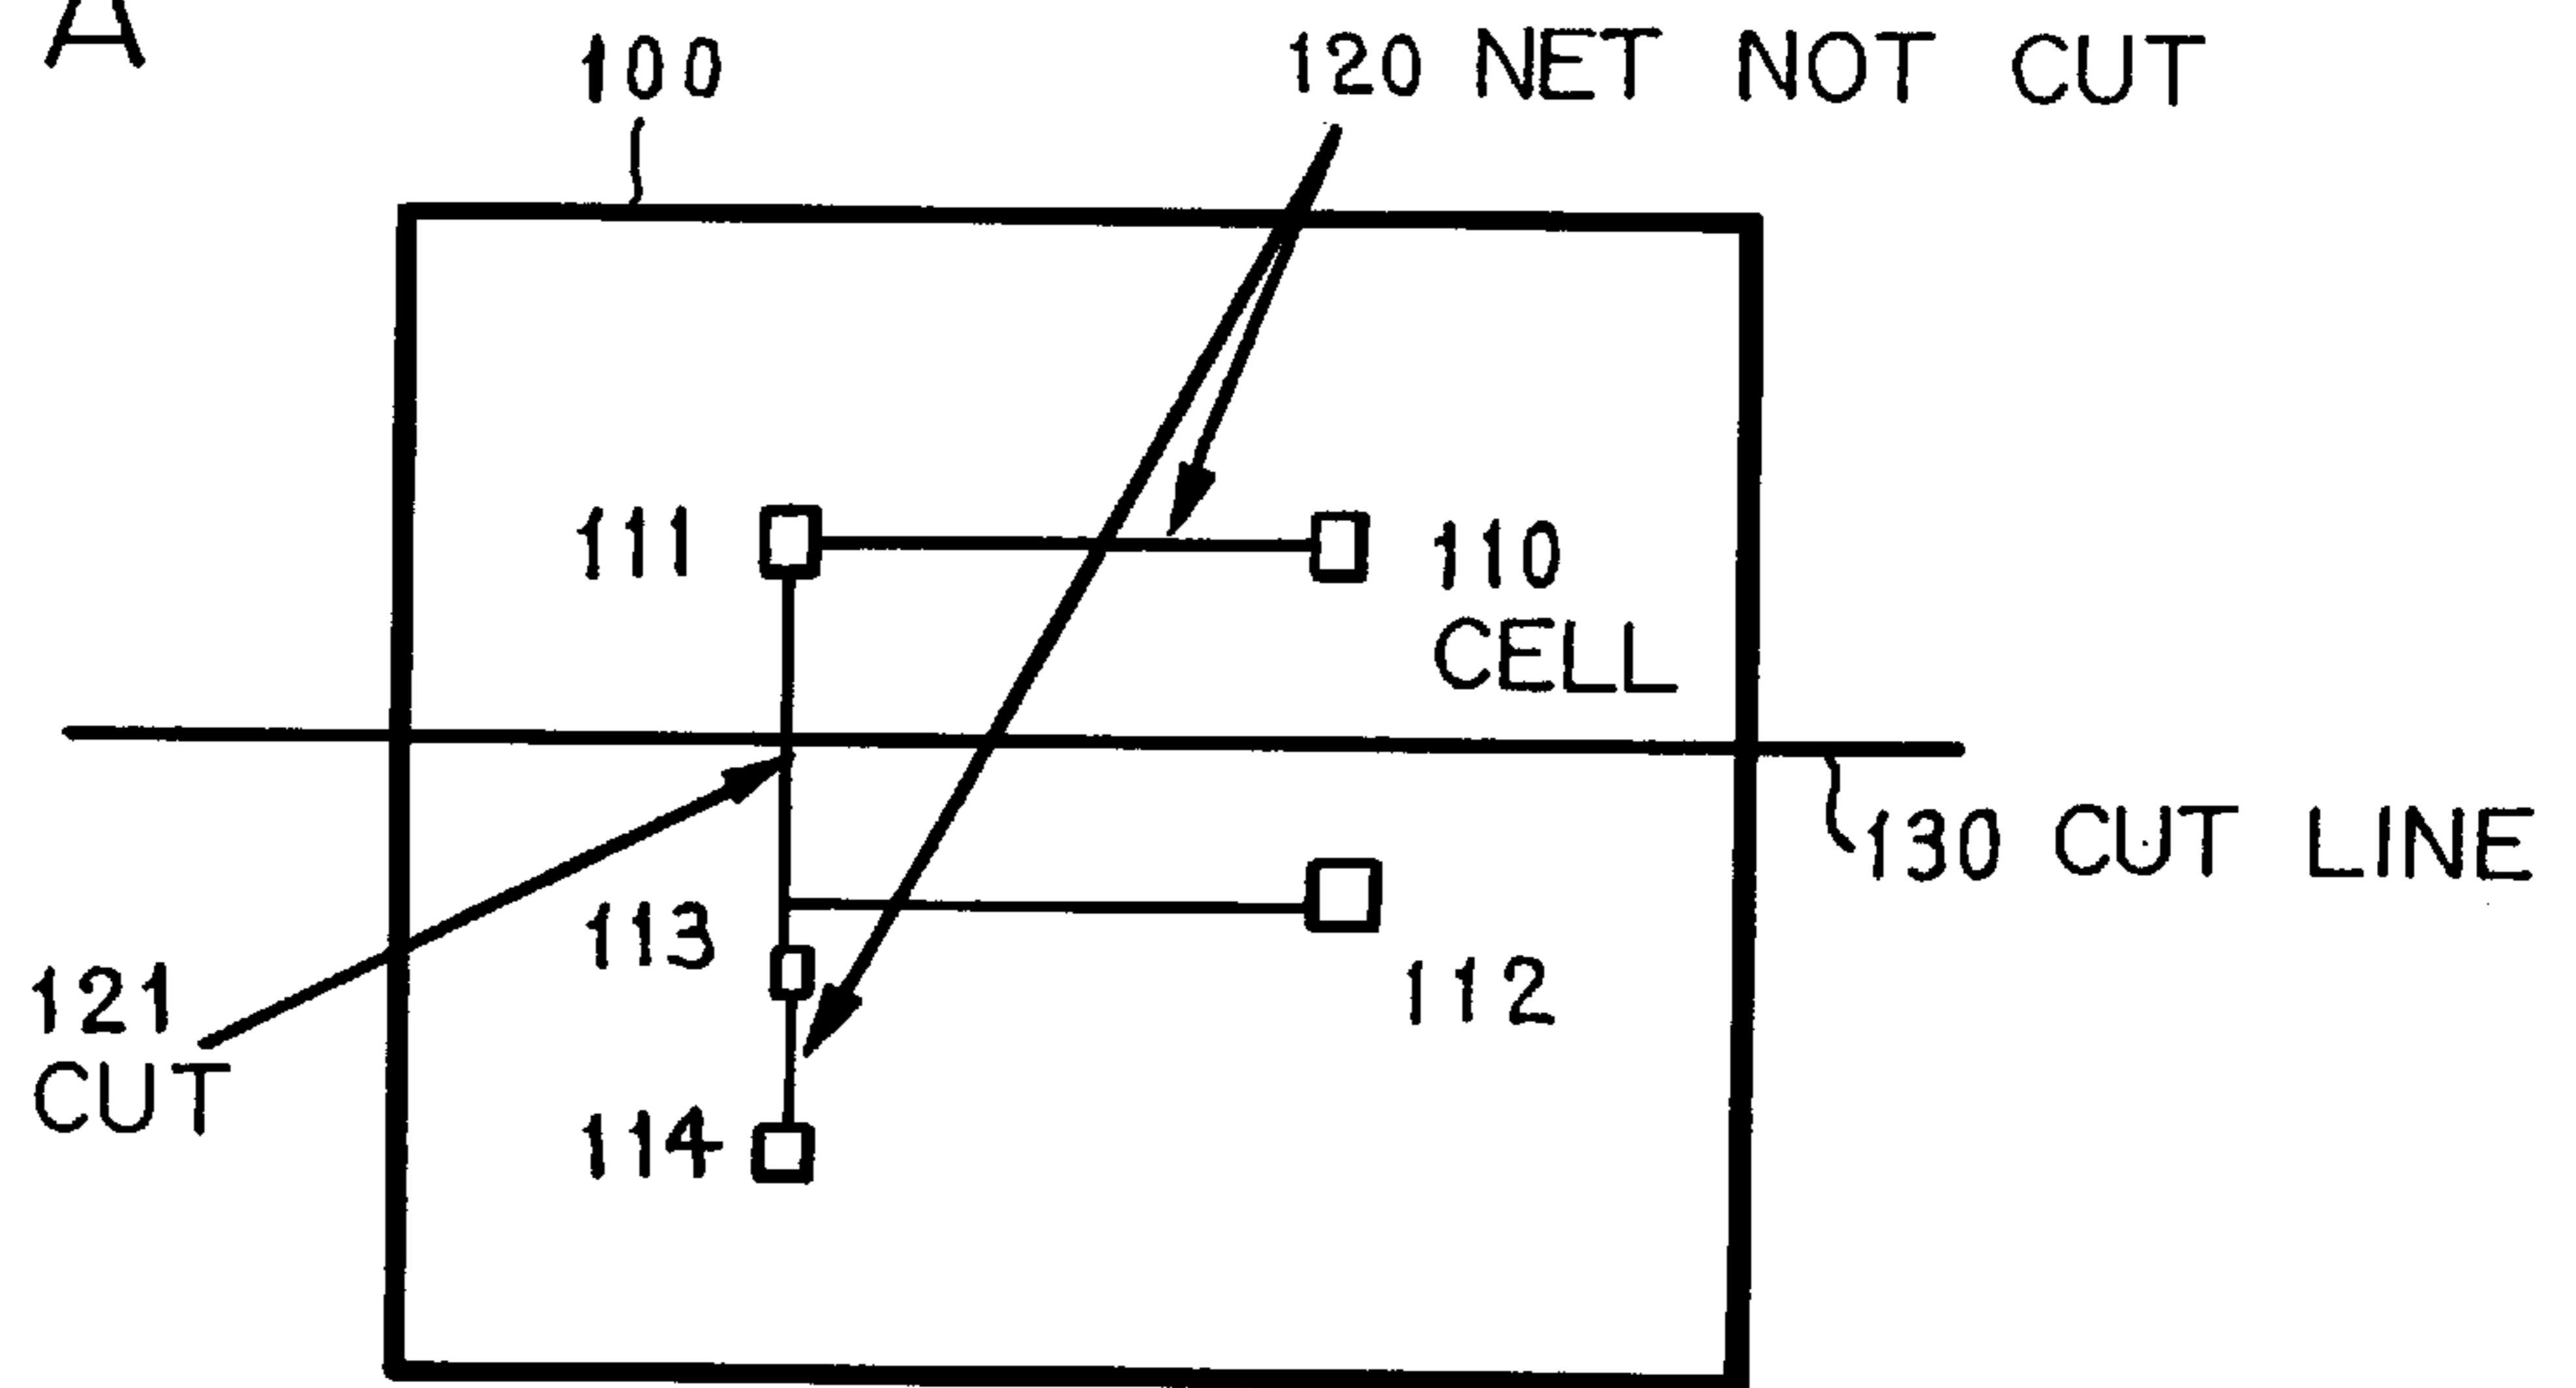 A
100
120 NET NOT CUT
111
110
CELL
130 CUT LINE
113
112
121
CUT
114